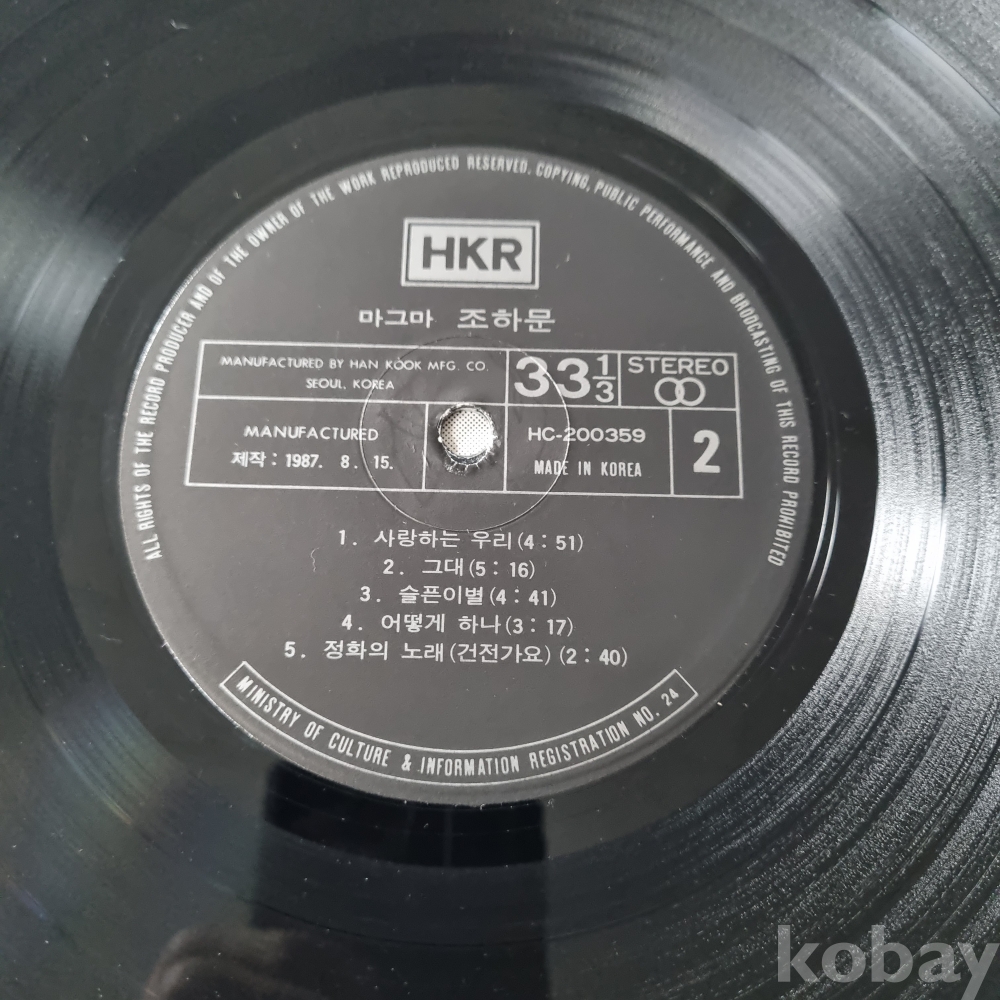 ALL RIGHTS OF THE RECORD PRODUCER AND OF THE OWNER OF THE WORK REPRODUCED RESERVED. COPYING, PUBLIC PERFORMANCE AND BRODCASTING OF THIS RECORD PROHIBITED
HKR
마그마 조하문
MANUFACTURED BY HAN KOOK MFG. CO.
SEOUL, KOREA
33 1/3
STEREO
MANUFACTURED
제작 : 1987. 8. 15.
HC-200359
MADE IN KOREA
2
1. 사랑하는 우리(4 : 51)
2. 그대(5 : 16)
3. 슬픈이별(4 : 41)
4. 어떻게 하나(3 : 17)
5. 정화의 노래(건전가요) (2 : 40)
MINISTRY OF CULTURE & INFORMATION REGISTRATION NO. 24
kobay